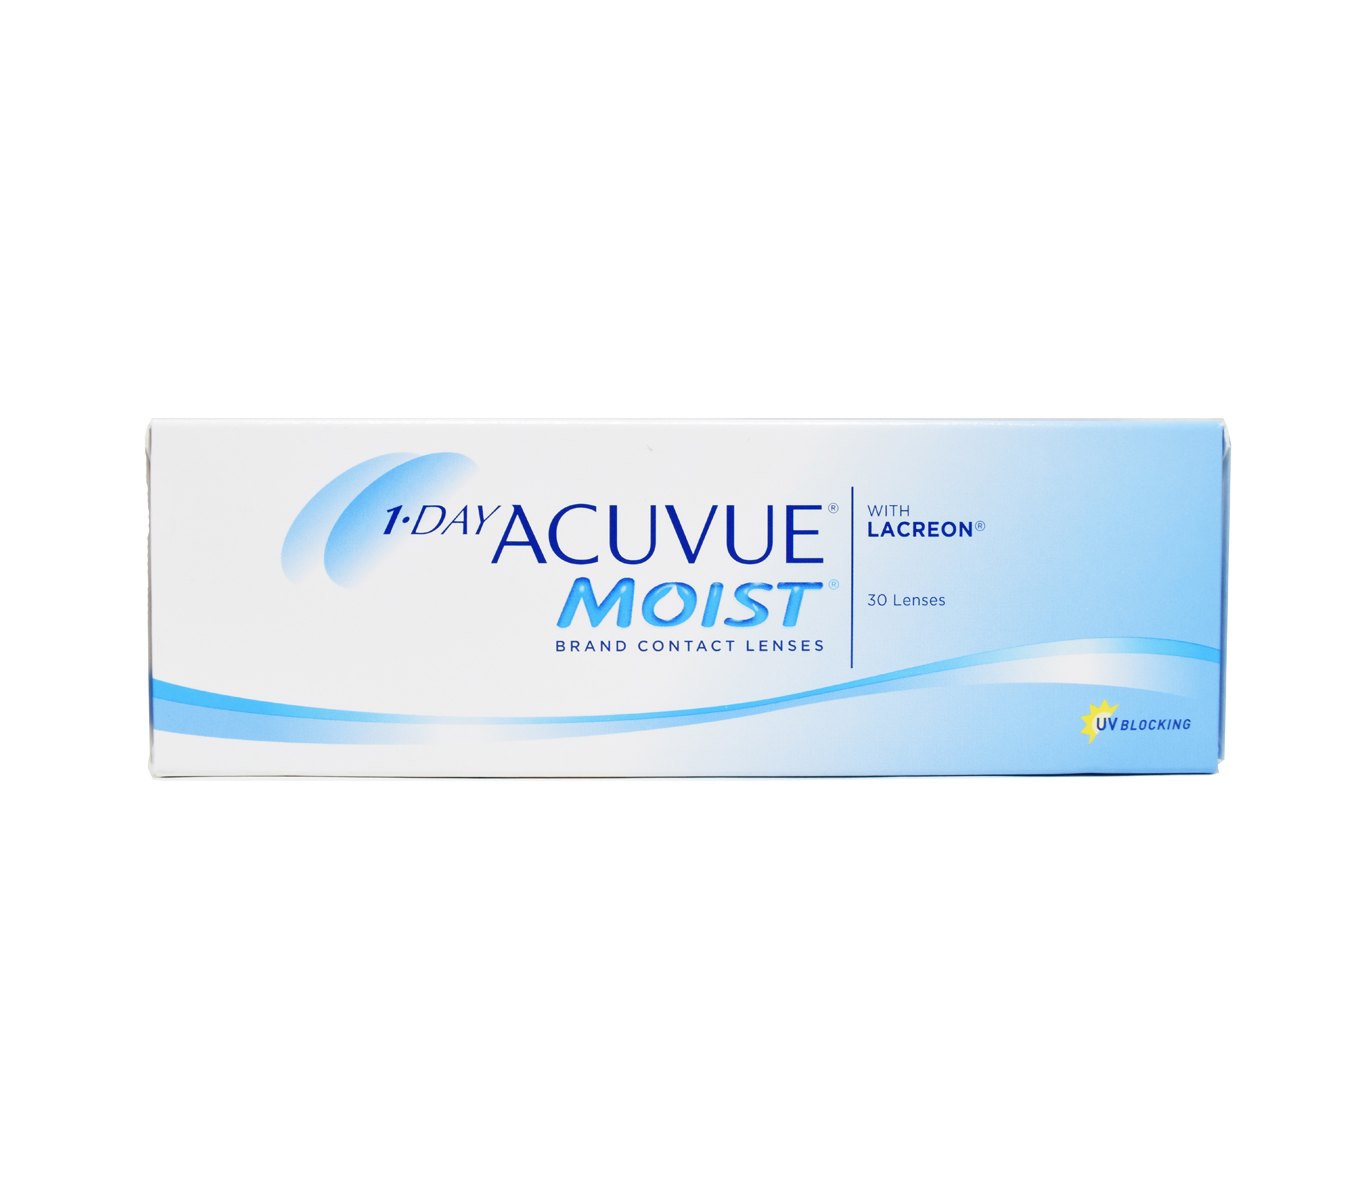 1·DAY ACUVUE®
MOIST®
BRAND CONTACT LENSES
WITH
LACREON®
30 Lenses
UV BLOCKING